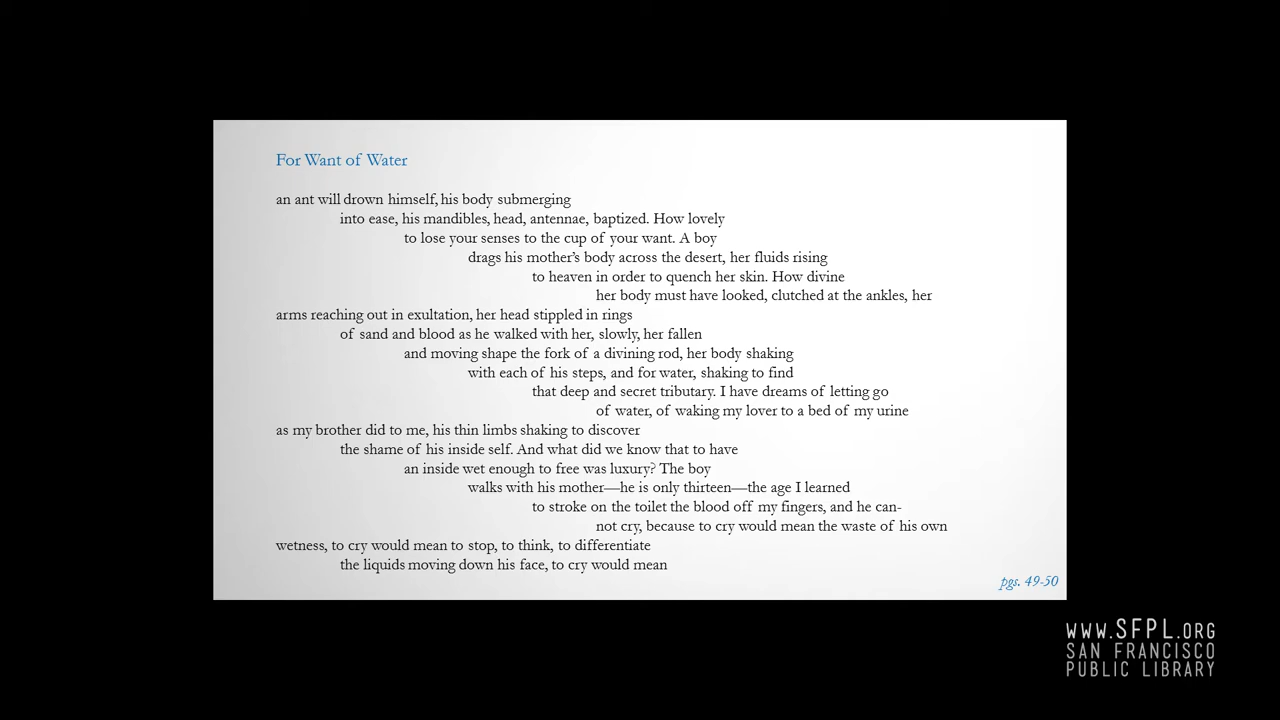 For Want of Water
an ant will drown himself, his body submerging
into ease, his mandibles, head, antennae, baptized. How lovely
to lose your senses to the cup of your want. A boy
drags his mother’s body across the desert, her fluids rising
to heaven in order to quench her skin. How divine
her body must have looked, clutched at the ankles, her
arms reaching out in exultation, her head stippled in rings
of sand and blood as he walked with her, slowly, her fallen
and moving shape the fork of a divining rod, her body shaking
with each of his steps, and for water, shaking to find
that deep and secret tributary. I have dreams of letting go
of water, of waking my lover to a bed of my urine
as my brother did to me, his thin limbs shaking to discover
the shame of his inside self. And what did we know that to have
an inside wet enough to free was luxury? The boy
walks with his mother—he is only thirteen—the age I learned
to stroke on the toilet the blood off my fingers, and he can-
not cry, because to cry would mean the waste of his own
wetness, to cry would mean to stop, to think, to differentiate
the liquids moving down his face, to cry would mean
pgs. 49-50
WWW.SFPL.ORG
SAN FRANCISCO
PUBLIC LIBRARY